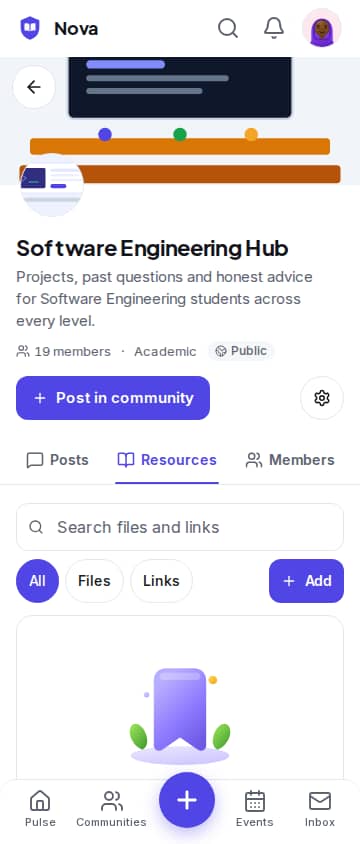 Nova
Software Engineering Hub
Projects, past questions and honest advice
for Software Engineering students across
every level.
19 members · Academic Public
Post in community
Posts Resources Members
Search files and links
All Files Links Add
Pulse Communities Events Inbox